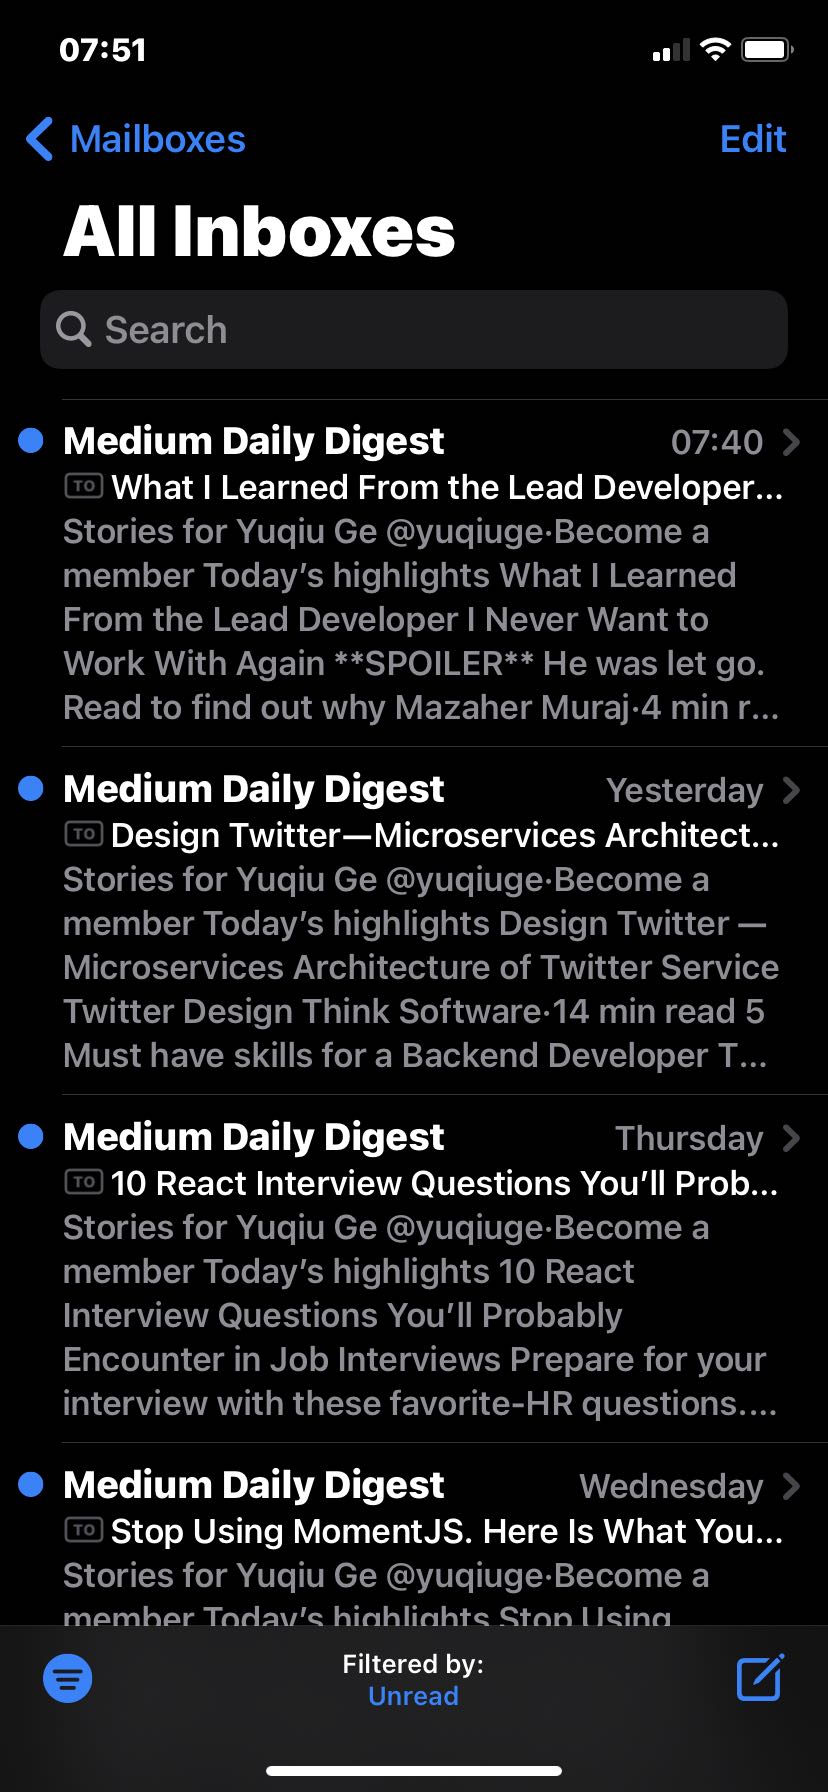 07:51
Mailboxes
Edit
All Inboxes
Search
Medium Daily Digest 07:40
TO What I Learned From the Lead Developer...
Stories for Yuqiu Ge @yuqiuge·Become a
member Today’s highlights What I Learned
From the Lead Developer I Never Want to
Work With Again **SPOILER** He was let go.
Read to find out why Mazaher Muraj·4 min r...
Medium Daily Digest Yesterday
TO Design Twitter—Microservices Architect...
Stories for Yuqiu Ge @yuqiuge·Become a
member Today’s highlights Design Twitter —
Microservices Architecture of Twitter Service
Twitter Design Think Software·14 min read 5
Must have skills for a Backend Developer T...
Medium Daily Digest Thursday
TO 10 React Interview Questions You’ll Prob...
Stories for Yuqiu Ge @yuqiuge·Become a
member Today’s highlights 10 React
Interview Questions You’ll Probably
Encounter in Job Interviews Prepare for your
interview with these favorite-HR questions....
Medium Daily Digest Wednesday
TO Stop Using MomentJS. Here Is What You...
Stories for Yuqiu Ge @yuqiuge·Become a
member Today’s highlights Stop Using
Filtered by:
Unread